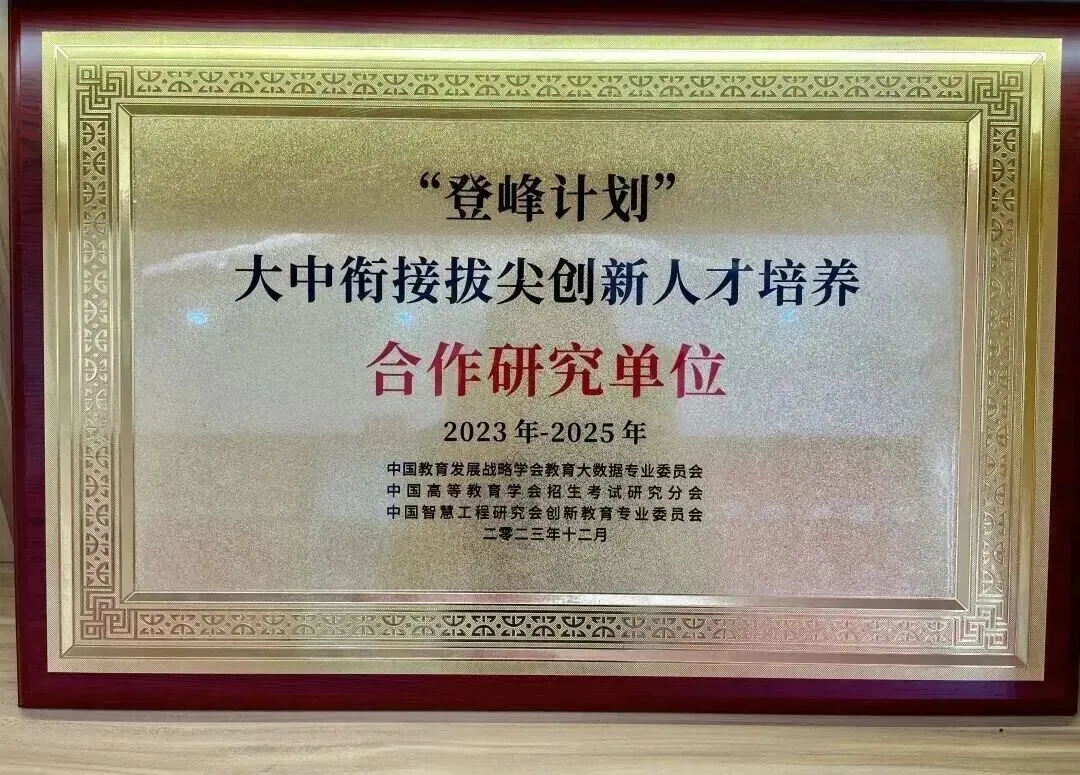 “登峰计划”
大中衔接拔尖创新人才培养
合作研究单位
2023年-2025年
中国教育发展战略学会教育大数据专业委员会
中国高等教育学会招生考试研究分会
中国智慧工程研究会创新教育专业委员会
二零二三年十二月